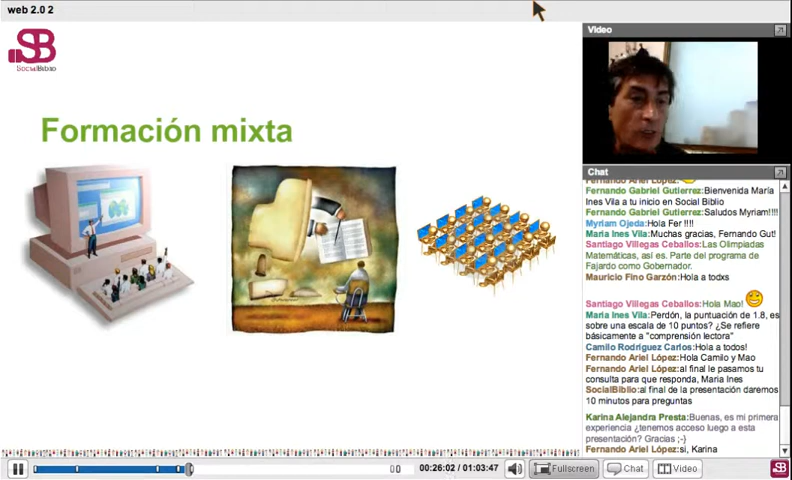 web 2.0 2
SB
SocialBiblio
Formación mixta
Video
Chat
Fernando Ariel López:
Fernando Gabriel Gutierrez:Bienvenida María
Ines Vila a tu inicio en Social Biblio
Fernando Gabriel Gutierrez:Saludos Myriam!!!!
Myriam Ojeda:Hola Fer !!!!
Maria Ines Vila:Muchas gracias, Fernando Gut!
Santiago Villegas Ceballos:Las Olimpiadas
Matemáticas, así es. Parte del programa de
Fajardo como Gobernador.
Mauricio Fino Garzón:Hola a todxs
Santiago Villegas Ceballos:Hola Mao!
Maria Ines Vila:Perdón, la puntuación de 1.8, es
sobre una escala de 10 puntos? ¿Se refiere
básicamente a "comprensión lectora"
Camilo Rodriguez Carlos:Hola a todos!
Fernando Ariel López:Hola Camilo y Mao
Fernando Ariel López:al final le pasamos tu
consulta para que responda, Maria Ines
SocialBiblio:al final de la presentación daremos
10 minutos para preguntas
Karina Alejandra Presta:Buenas, es mi primera
experiencia ¿tenemos acceso luego a esta
presentación? Gracias ;-)
Fernando Ariel López:si, Karina
00:26:02 / 01:03:47
Fullscreen
Chat
Video
SB